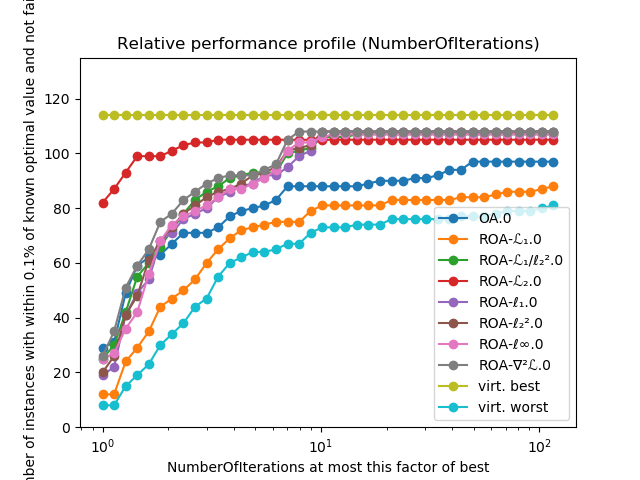 Relative performance profile (NumberOfIterations)
ber of instances with within 0.1% of known optimal value and not fai
120
100
80
60
40
20
0
10⁰
10¹
10²
NumberOfIterations at most this factor of best
OA.0
ROA-ℒ₁.0
ROA-ℒ₁/ℓ₂².0
ROA-ℒ₂.0
ROA-ℓ₁.0
ROA-ℓ₂².0
ROA-ℓ∞.0
ROA-∇²ℒ.0
virt. best
virt. worst